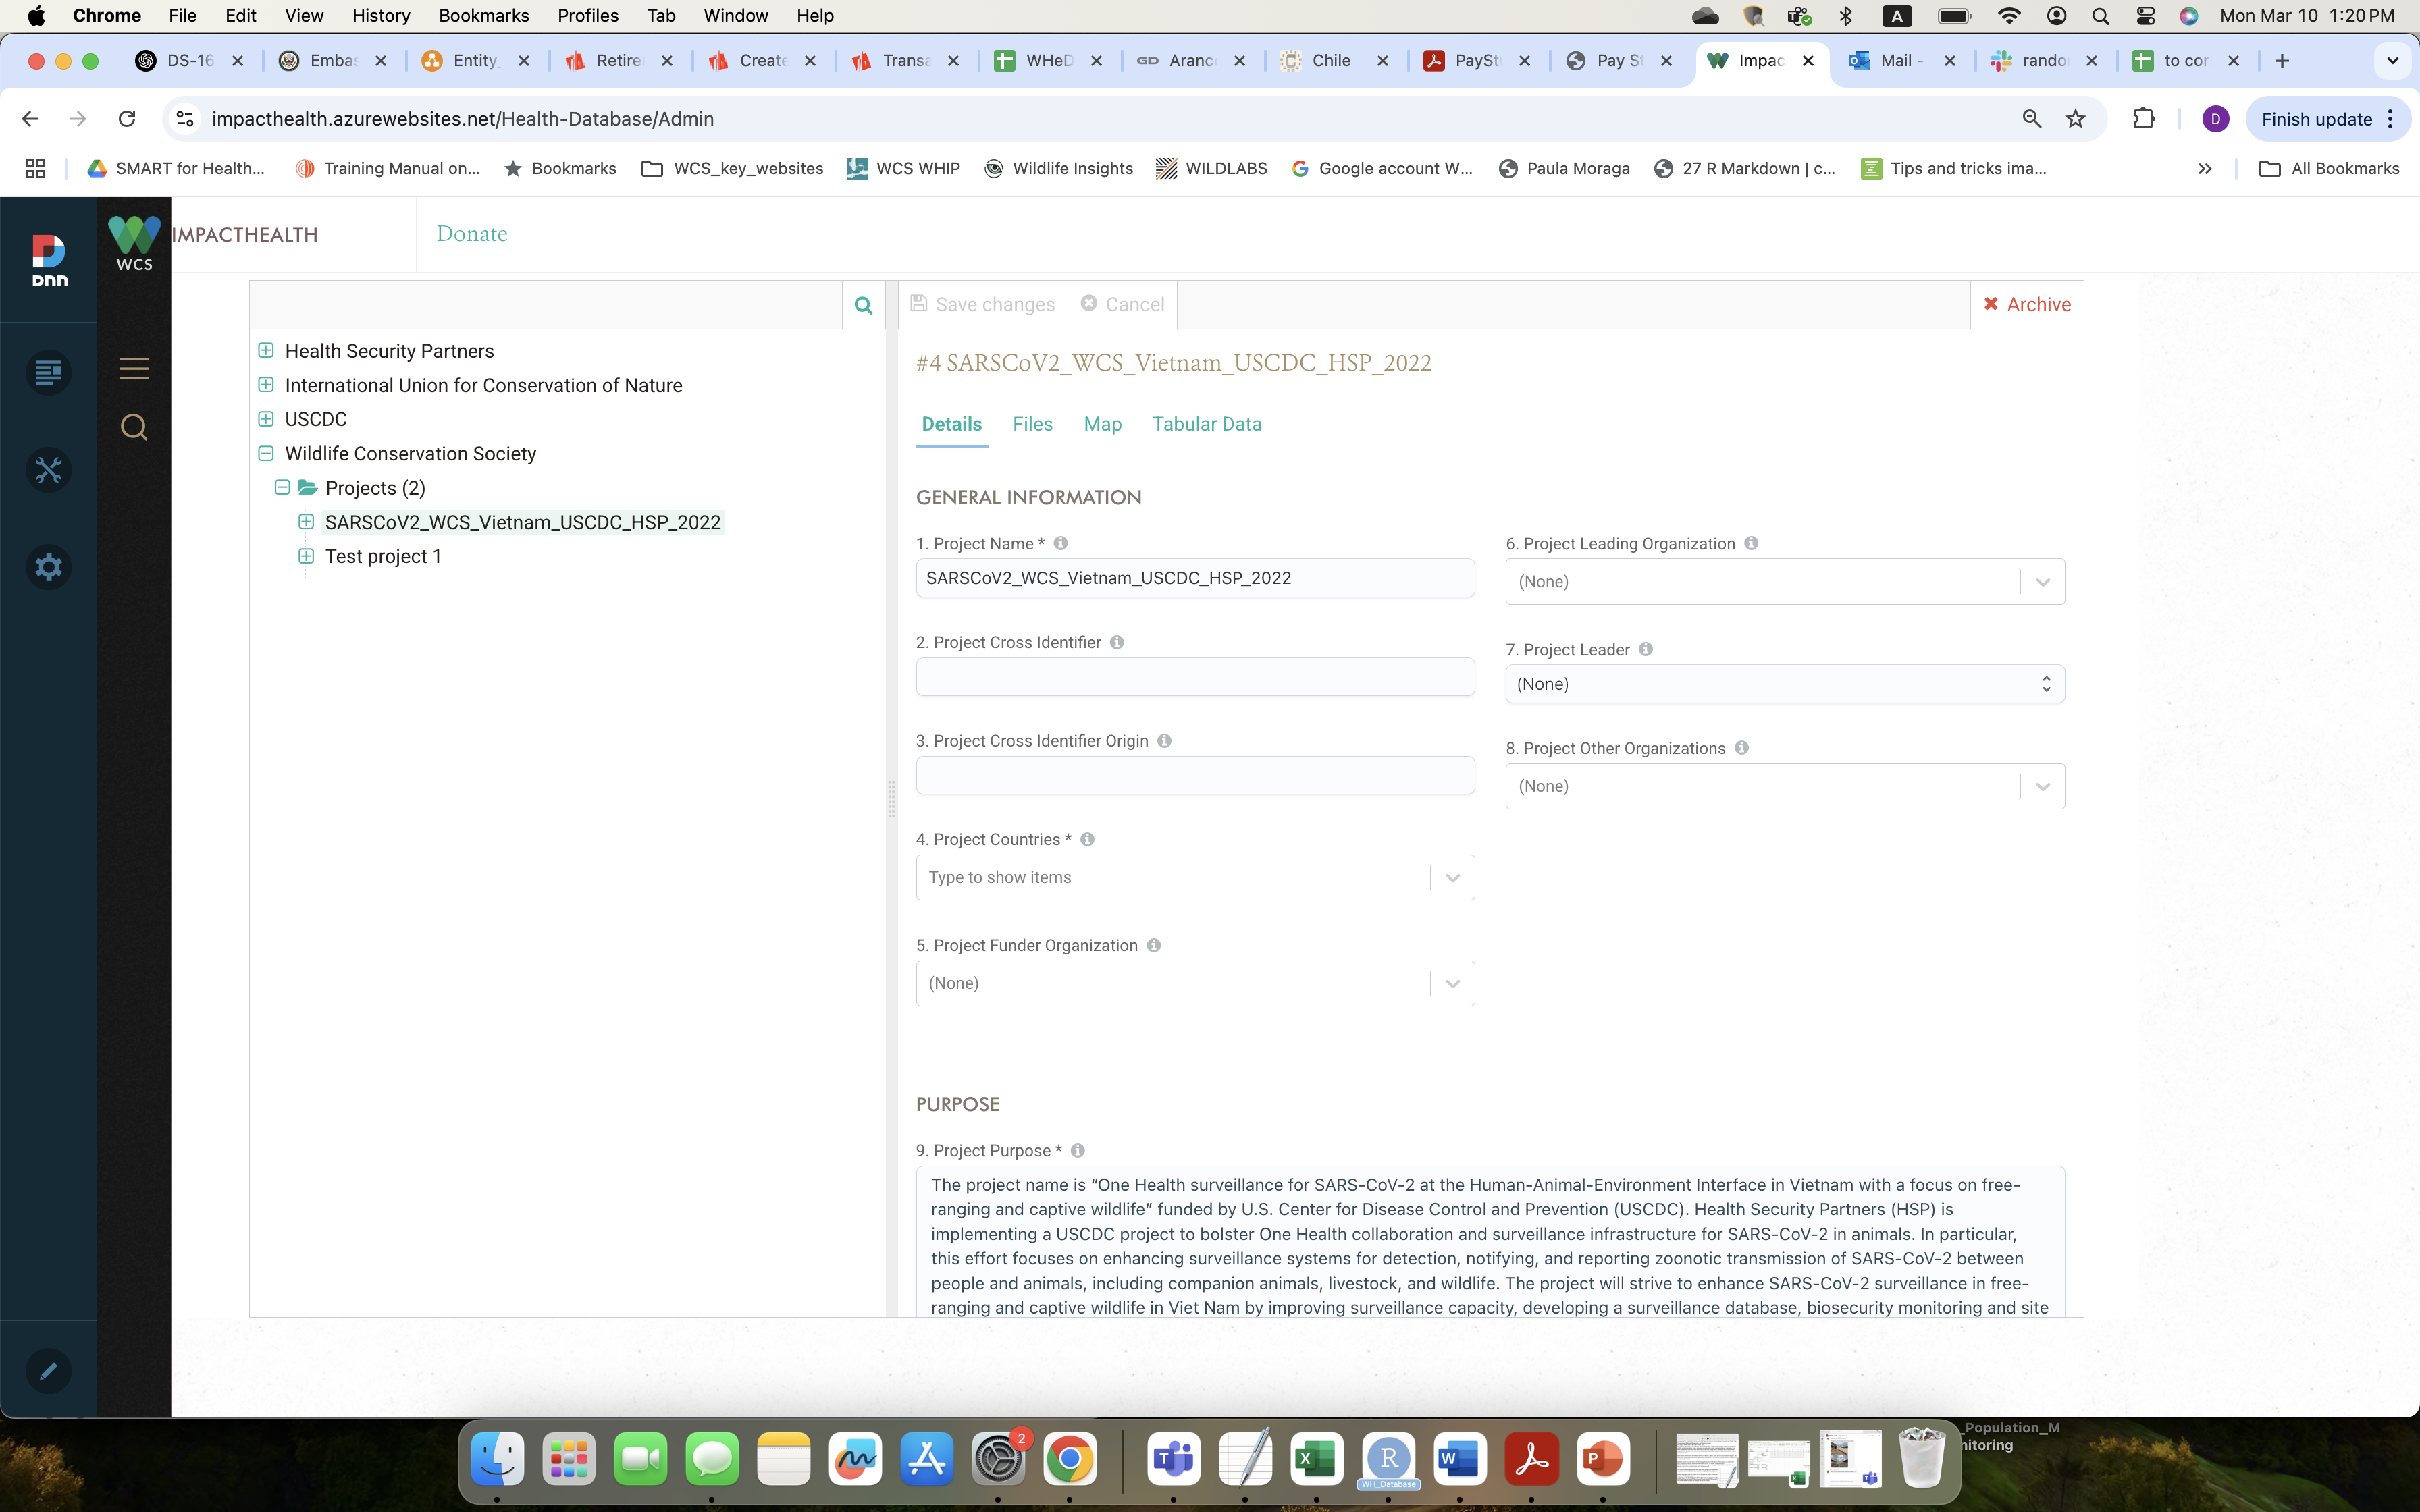 Chrome File Edit View History Bookmarks Profiles Tab Window Help A Mon Mar 10 1:20 PM
DS-16 Embas Entity_ Retire Create Transa WHeD GD Aranc Chile PayStu Pay St Impac Mail - rando to cor
impacthealth.azurewebsites.net/Health-Database/Admin D Finish update
SMART for Health... Training Manual on... Bookmarks WCS_key_websites WCS WHIP Wildlife Insights WILDLABS Google account W... Paula Moraga 27 R Markdown | c... Tips and tricks ima... All Bookmarks
Dnn
WCS
IMPACTHEALTH
Donate
Save changes Cancel Archive
Health Security Partners
International Union for Conservation of Nature
USCDC
Wildlife Conservation Society
Projects (2)
SARSCoV2_WCS_Vietnam_USCDC_HSP_2022
Test project 1
#4 SARSCoV2_WCS_Vietnam_USCDC_HSP_2022
Details Files Map Tabular Data
GENERAL INFORMATION
1. Project Name *
SARSCoV2_WCS_Vietnam_USCDC_HSP_2022
2. Project Cross Identifier
3. Project Cross Identifier Origin
4. Project Countries *
Type to show items
5. Project Funder Organization
(None)
6. Project Leading Organization
(None)
7. Project Leader
(None)
8. Project Other Organizations
(None)
PURPOSE
9. Project Purpose *
The project name is “One Health surveillance for SARS-CoV-2 at the Human-Animal-Environment Interface in Vietnam with a focus on free-
ranging and captive wildlife” funded by U.S. Center for Disease Control and Prevention (USCDC). Health Security Partners (HSP) is
implementing a USCDC project to bolster One Health collaboration and surveillance infrastructure for SARS-CoV-2 in animals. In particular,
this effort focuses on enhancing surveillance systems for detection, notifying, and reporting zoonotic transmission of SARS-CoV-2 between
people and animals, including companion animals, livestock, and wildlife. The project will strive to enhance SARS-CoV-2 surveillance in free-
ranging and captive wildlife in Viet Nam by improving surveillance capacity, developing a surveillance database, biosecurity monitoring and site
_Population_M
nitoring
2
WH_Database